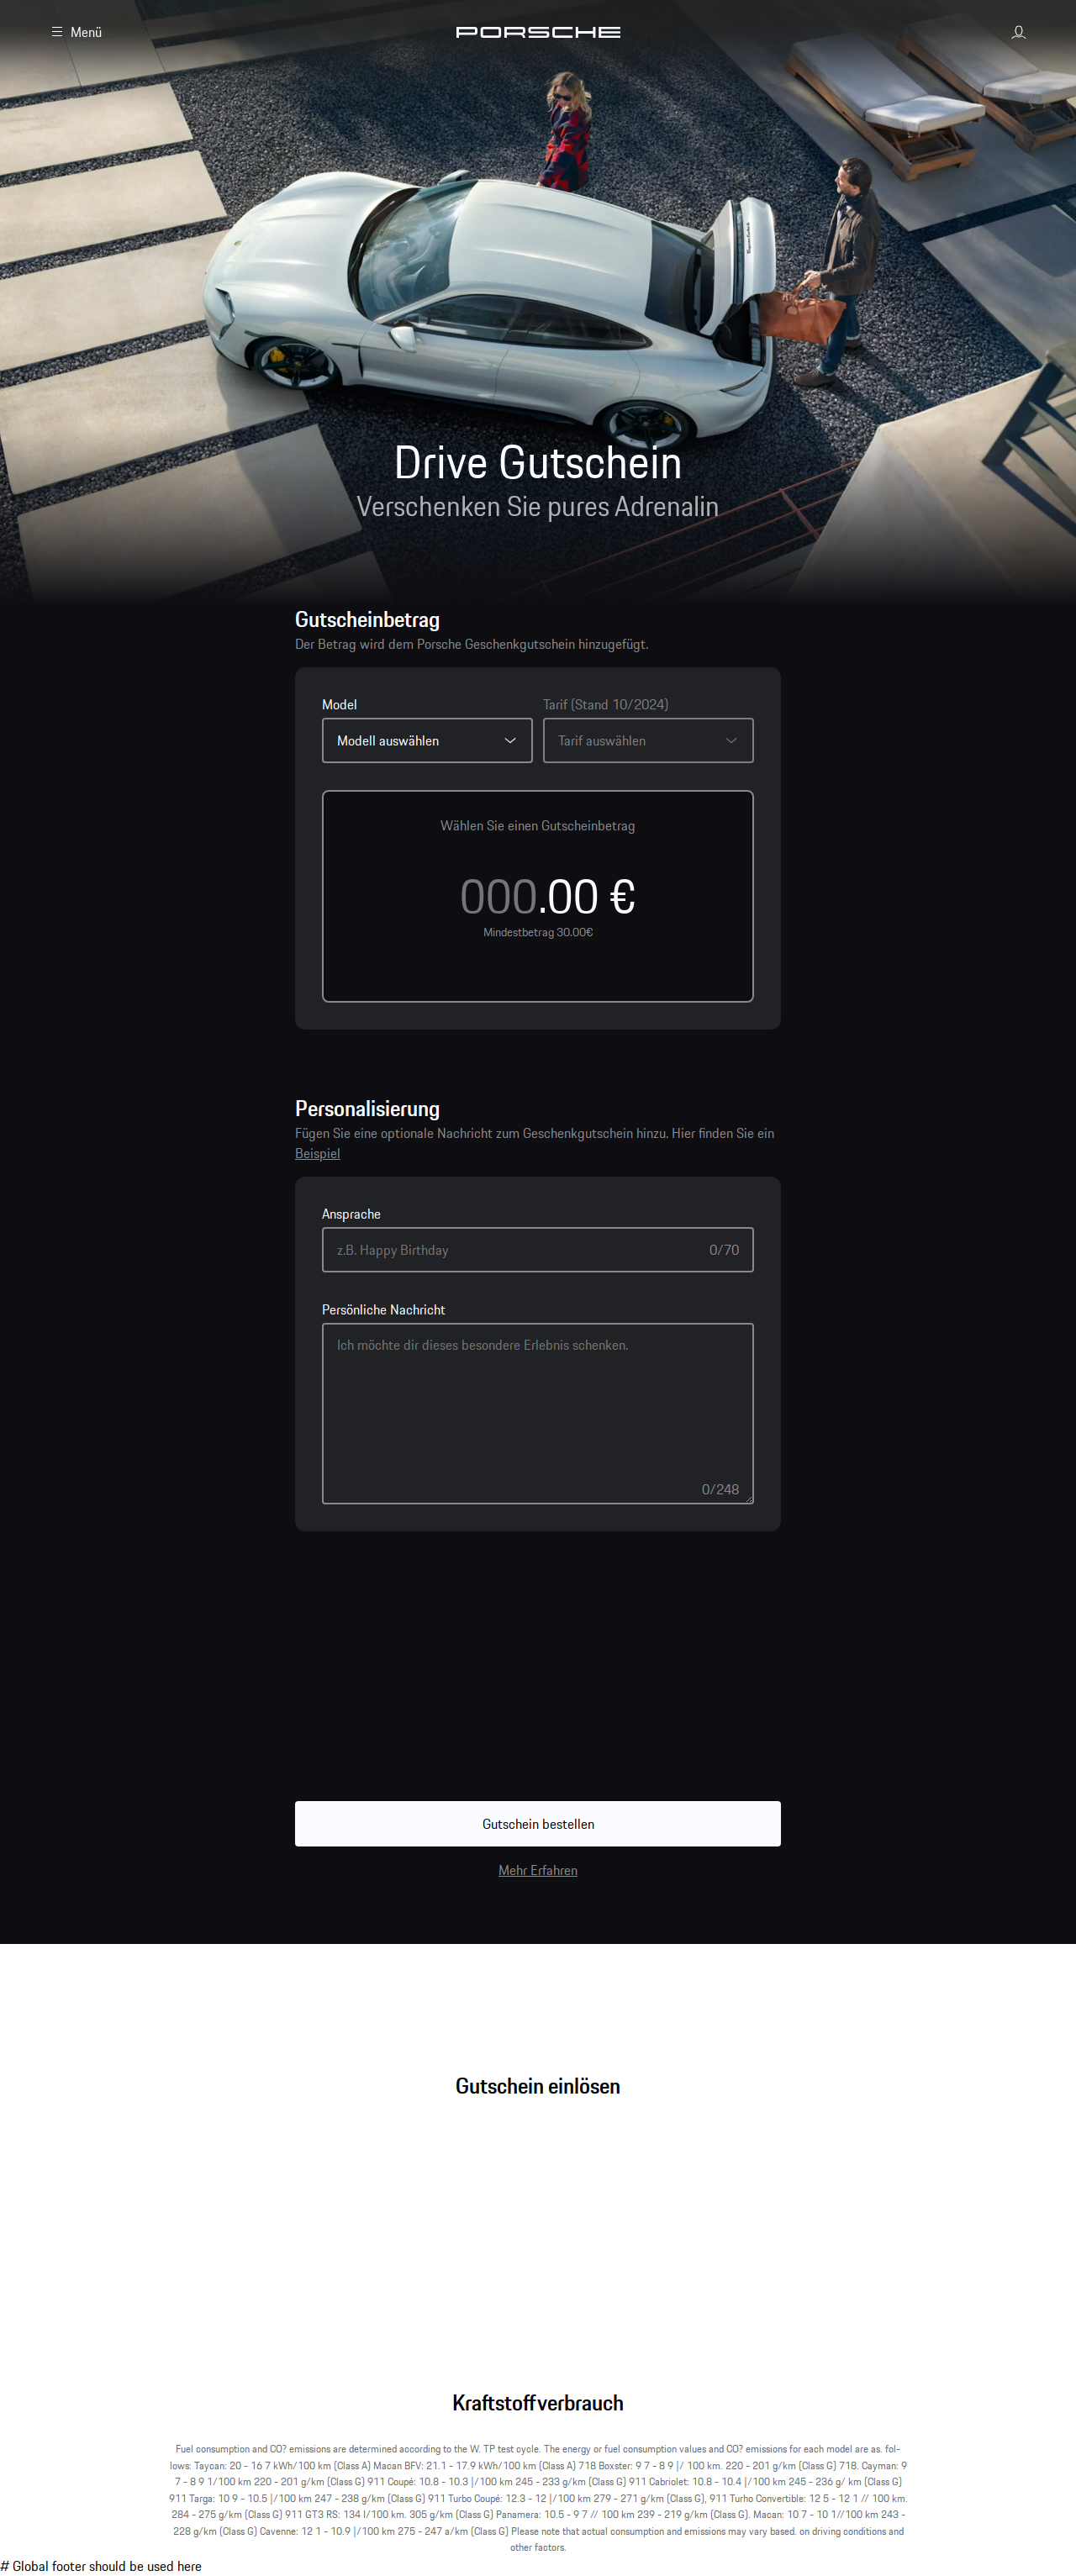 Menü
PORSCHE
Drive Gutschein
Verschenken Sie pures Adrenalin
Gutscheinbetrag
Der Betrag wird dem Porsche Geschenkgutschein hinzugefügt.
Model
Tarif (Stand 10/2024)
Modell auswählen
Tarif auswählen
Wählen Sie einen Gutscheinbetrag
000.00 €
Mindestbetrag 30.00€
Personalisierung
Fügen Sie eine optionale Nachricht zum Geschenkgutschein hinzu. Hier finden Sie ein
Beispiel
Ansprache
z.B. Happy Birthday
0/70
Persönliche Nachricht
Ich möchte dir dieses besondere Erlebnis schenken.
0/248
Gutschein bestellen
Mehr Erfahren
Gutschein einlösen
Kraftstoffverbrauch
Fuel consumption and CO? emissions are determined according to the W. TP test cycle. The energy or fuel consumption values and CO? emissions for each model are as. fol-
lows: Taycan: 20 - 16 7 kWh/100 km (Class A) Macan BFV: 21.1 - 17.9 kWh/100 km (Class A) 718 Boxster: 9 7 - 8 9 |/ 100 km. 220 - 201 g/km (Class G) 718. Cayman: 9
7 - 8 9 1/100 km 220 - 201 g/km (Class G) 911 Coupé: 10.8 - 10.3 |/100 km 245 - 233 g/km (Class G) 911 Cabriolet: 10.8 - 10.4 |/100 km 245 - 236 g/ km (Class G)
911 Targa: 10 9 - 10.5 |/100 km 247 - 238 g/km (Class G) 911 Turbo Coupé: 12.3 - 12 |/100 km 279 - 271 g/km (Class G), 911 Turho Convertible: 12 5 - 12 1 // 100 km.
284 - 275 g/km (Class G) 911 GT3 RS: 134 l/100 km. 305 g/km (Class G) Panamera: 10.5 - 9 7 // 100 km 239 - 219 g/km (Class G). Macan: 10 7 - 10 1//100 km 243 -
228 g/km (Class G) Cavenne: 12 1 - 10.9 |/100 km 275 - 247 a/km (Class G) Please note that actual consumption and emissions may vary based. on driving conditions and
other factors.
# Global footer should be used here